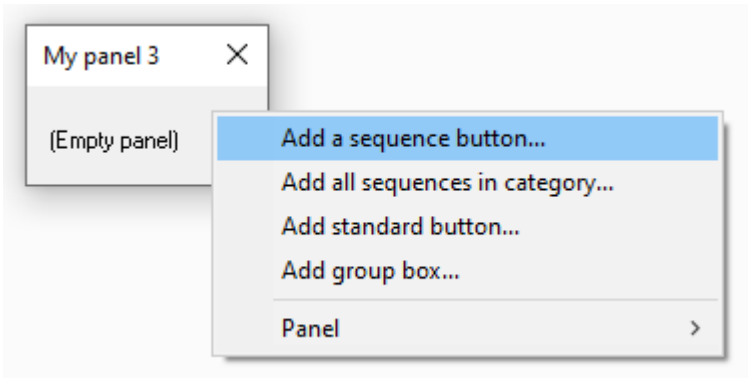 My panel 3
(Empty panel)
Add a sequence button...
Add all sequences in category...
Add standard button...
Add group box...
Panel